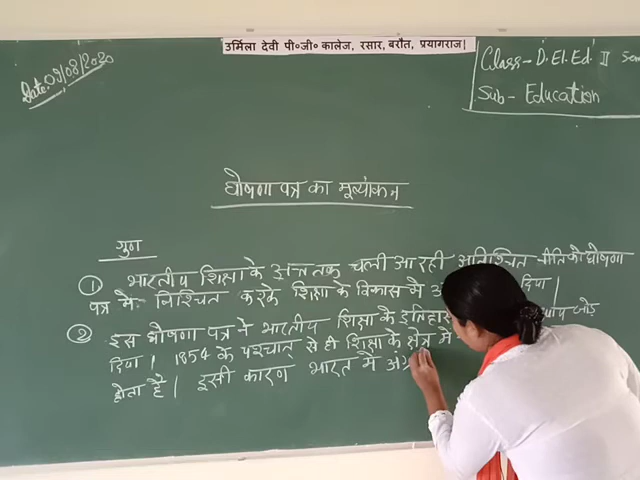 उर्मिला देवी पी०जी० कालेज, रसार, बरौत, प्रयागराज।
Date: 09/08/2020
Class- D.El.Ed II Sem
Sub- Education
घोषणा पत्र का मूल्यांकन
गुण
① भारतीय शिक्षा के अब तक चली आ रही अनिश्चित नीति को घोषणा
पत्र में निश्चित करके शिक्षा के विकास में दिया।
② इस घोषणा पत्र ने भारतीय शिक्षा के इतिहास जोड़
दिया। 1854 के पश्चात् से ही शिक्षा के क्षेत्र में
होता है। इसी कारण भारत में